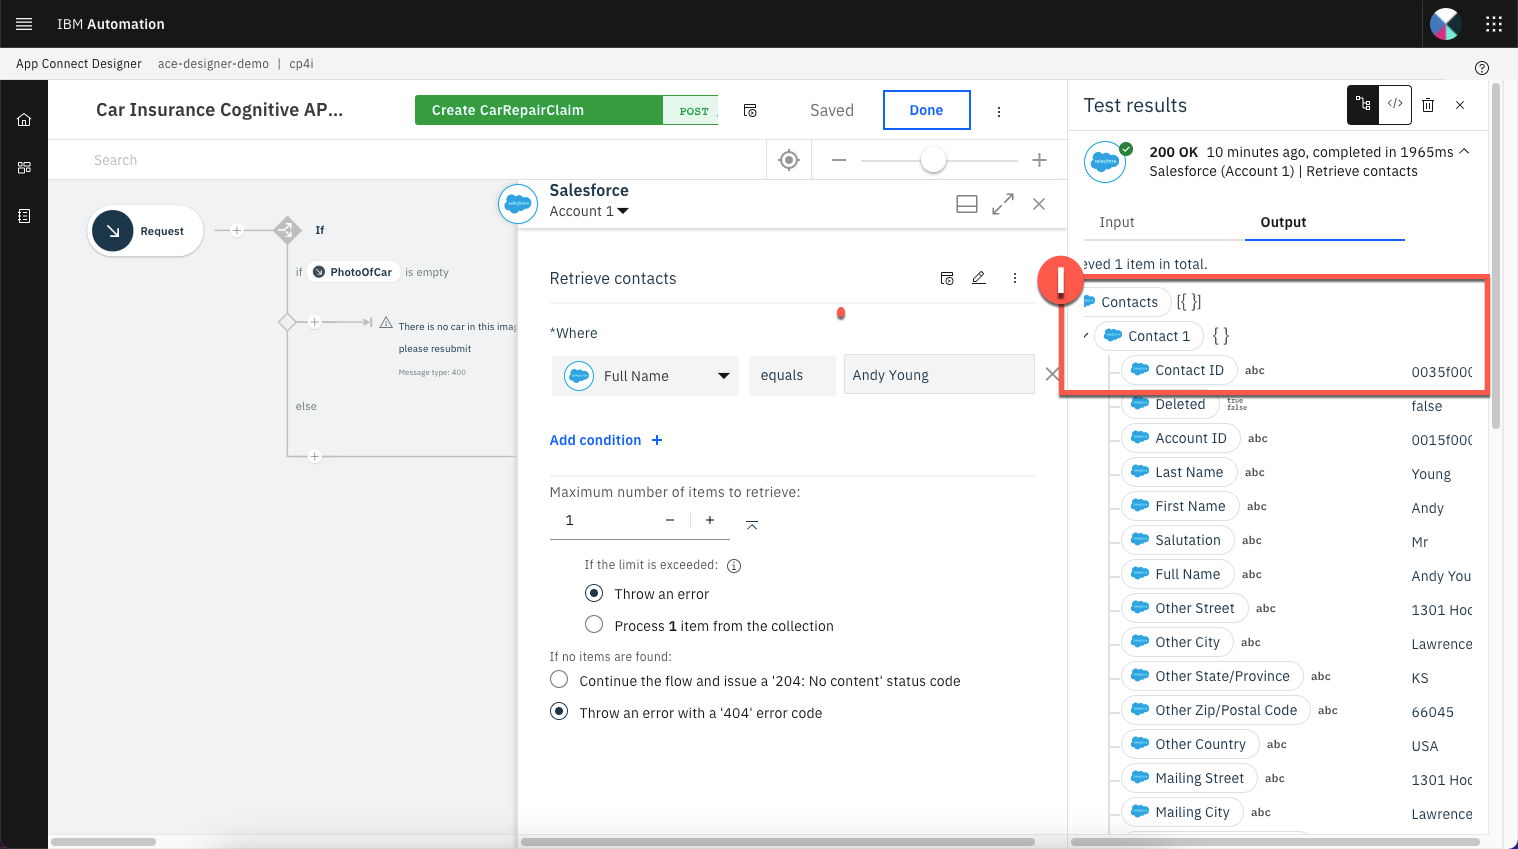 IBM Automation
App Connect Designer ace-designer-demo | cp4i
Car Insurance Cognitive AP...
Create CarRepairClaim POST
Saved
Done
Search
Request
If
if PhotoOfCar is empty
There is no car in this
please resubmit
Message type: 400
else
Salesforce
Account 1
Retrieve contacts
*Where
Full Name equals Andy Young
Add condition +
Maximum number of items to retrieve:
1 − +
If the limit is exceeded:
Throw an error
Process 1 item from the collection
If no items are found:
Continue the flow and issue a '204: No content' status code
Throw an error with a '404' error code
Test results
</>
200 OK 10 minutes ago, completed in 1965ms
Salesforce (Account 1) | Retrieve contacts
Input Output
eved 1 item in total.
I
Contacts [{ }]
Contact 1 { }
Contact ID abc 0035f000
Deleted true false false
Account ID abc 0015f000
Last Name abc Young
First Name abc Andy
Salutation abc Mr
Full Name abc Andy You
Other Street abc 1301 Hoc
Other City abc Lawrence
Other State/Province abc KS
Other Zip/Postal Code abc 66045
Other Country abc USA
Mailing Street abc 1301 Hoc
Mailing City abc Lawrence